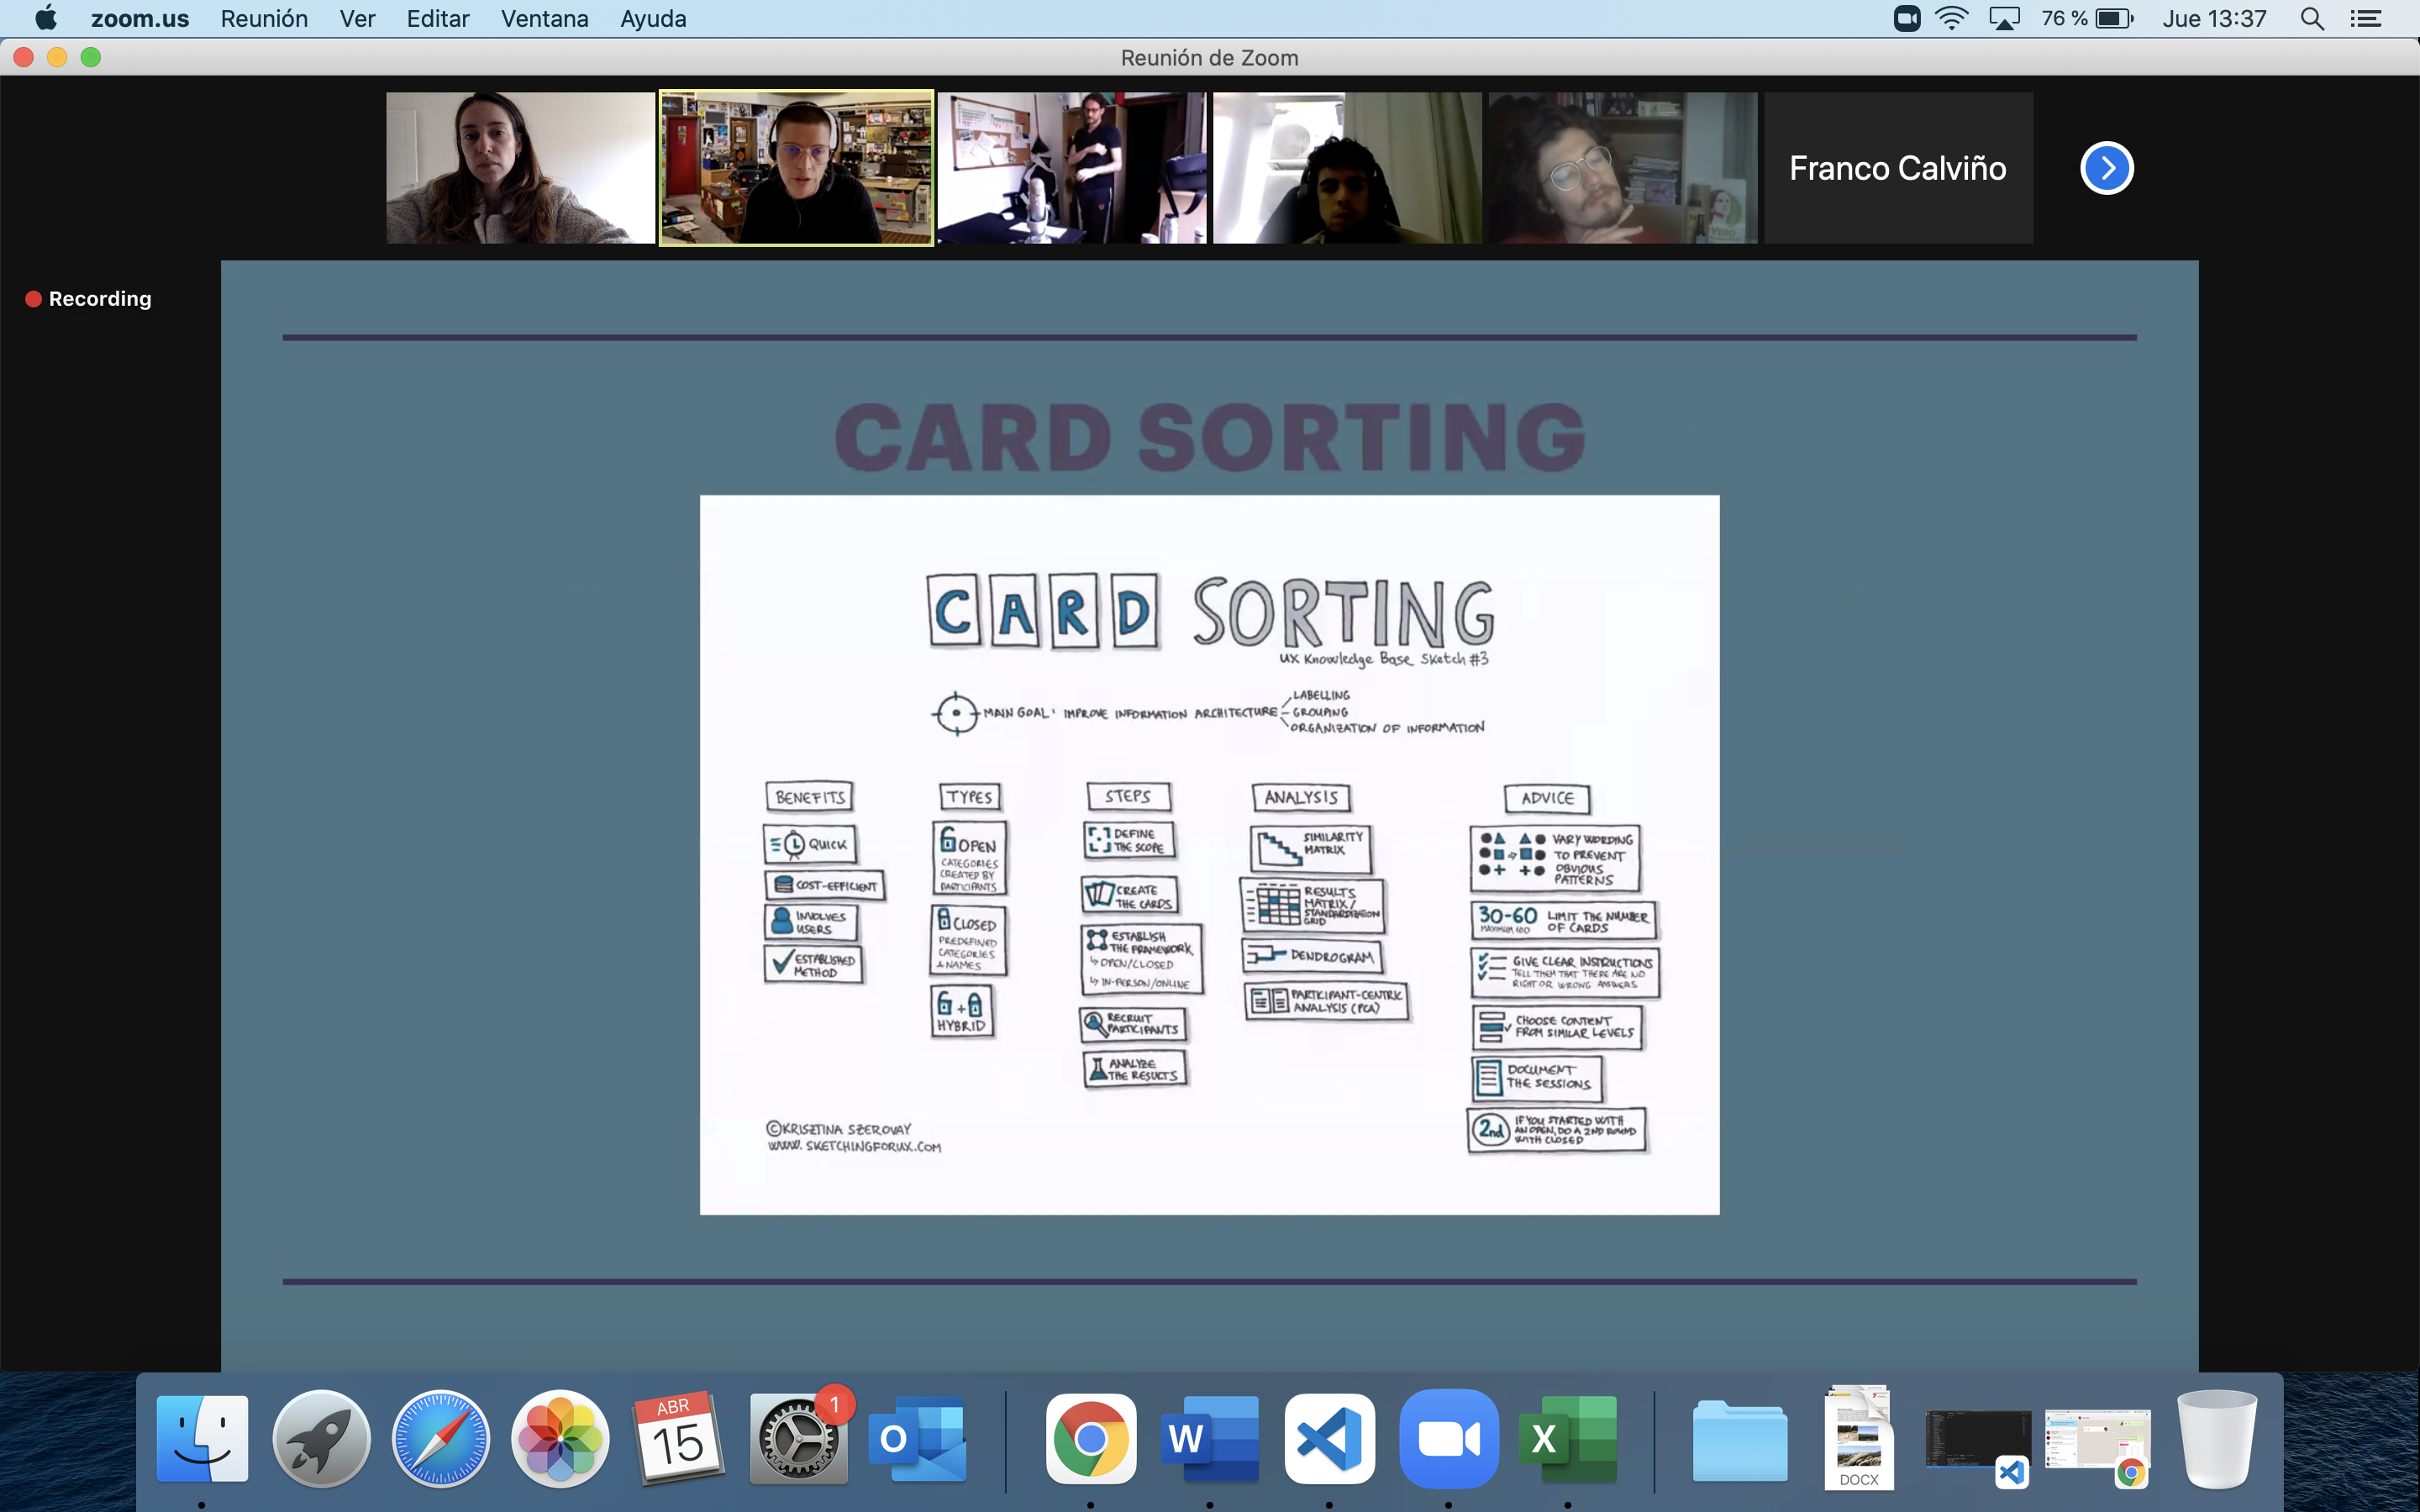 zoom.us Reunión Ver Editar Ventana Ayuda
76 % Jue 13:37
Reunión de Zoom
Franco Calviño
Recording
CARD SORTING
CARD SORTING
UX Knowledge Base Sketch #3
MAIN GOAL: IMPROVE INFORMATION ARCHITECTURE
LABELLING
GROUPING
ORGANIZATION OF INFORMATION
BENEFITS
QUICK
COST-EFFICIENT
INVOLVES
USERS
ESTABLISHED
METHOD
TYPES
OPEN
CATEGORIES
CREATED BY
PARTICIPANTS
CLOSED
PREDEFINED
CATEGORIES
+ NAMES
+
HYBRID
STEPS
DEFINE
THE SCOPE
CREATE
THE CARDS
ESTABLISH
THE FRAMEWORK
↳ OPEN/CLOSED
↳ IN-PERSON/ONLINE
RECRUIT
PARTICIPANTS
ANALYZE
THE RESULTS
ANALYSIS
SIMILARITY
MATRIX
RESULTS
MATRIX/
STANDARDIZATION
GRID
DENDROGRAM
PARTICIPANT-CENTRIC
ANALYSIS (PCA)
ADVICE
VARY WORDING
TO PREVENT
OBVIOUS
PATTERNS
30-60 LIMIT THE NUMBER
MAXIMUM 100 OF CARDS
GIVE CLEAR INSTRUCTIONS
TELL THEM THAT THERE ARE NO
RIGHT OR WRONG ANSWERS
CHOOSE CONTENT
FROM SIMILAR LEVELS
DOCUMENT
THE SESSIONS
2nd IF YOU STARTED WITH
AN OPEN, DO A 2ND ROUND
WITH CLOSED
©KRISZTINA SZEROVAY
WWW.SKETCHINGFORUX.COM
ABR
15
1
O
W
X
DOCX